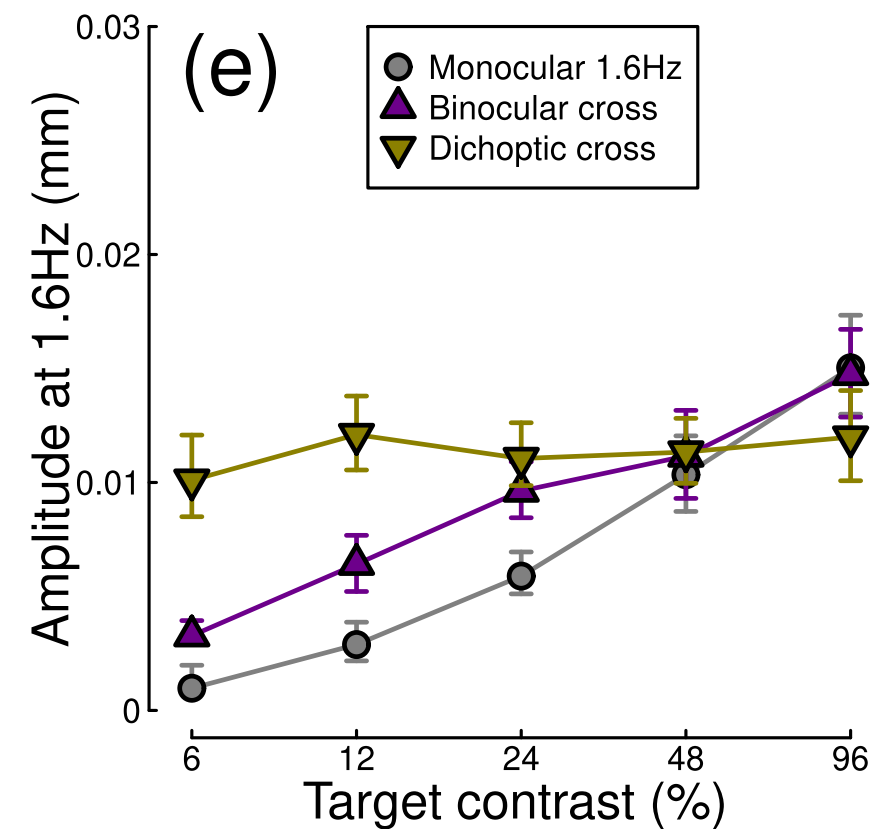 (e)
Monocular 1.6Hz
Binocular cross
Dichoptic cross
Amplitude at 1.6Hz (mm)
0.03
0.02
0.01
0
6 12 24 48 96
Target contrast (%)